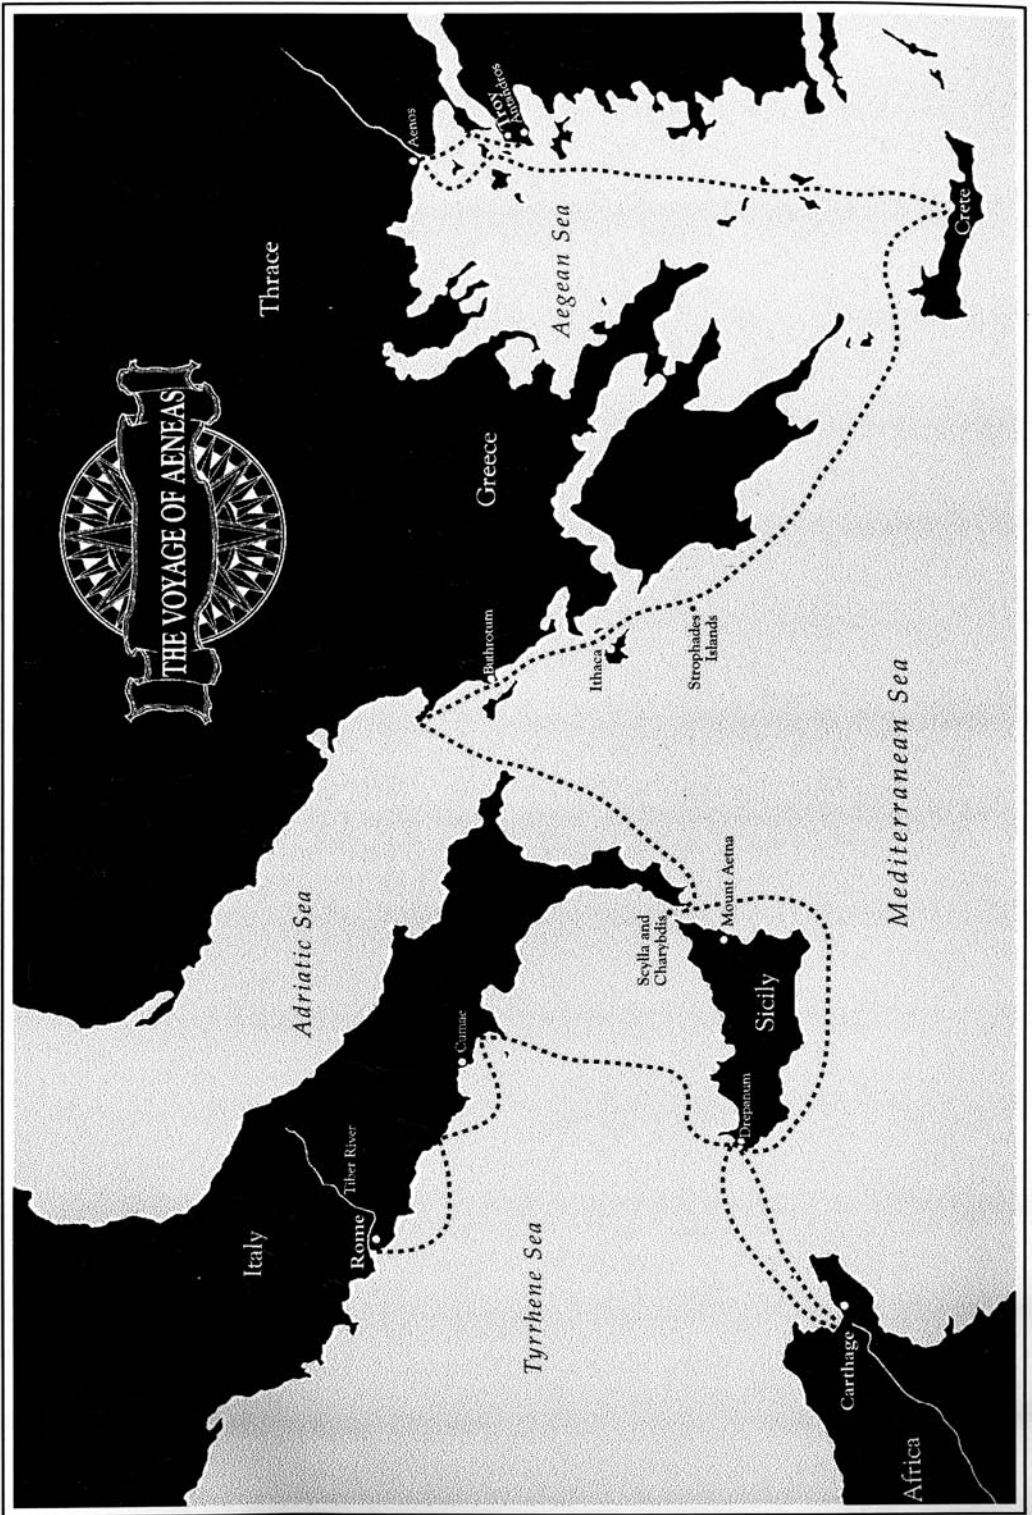 THE VOYAGE OF AENEAS
Thrace
Aenos
Troy
Antandros
Aegean Sea
Greece
Crete
Buthrotum
Ithaca
Strophades
Islands
Mediterranean Sea
Adriatic Sea
Scylla and
Charybdis
Mount Aetna
Sicily
Drepanum
Cumae
Italy
Tiber River
Rome
Tyrrhene Sea
Carthage
Africa